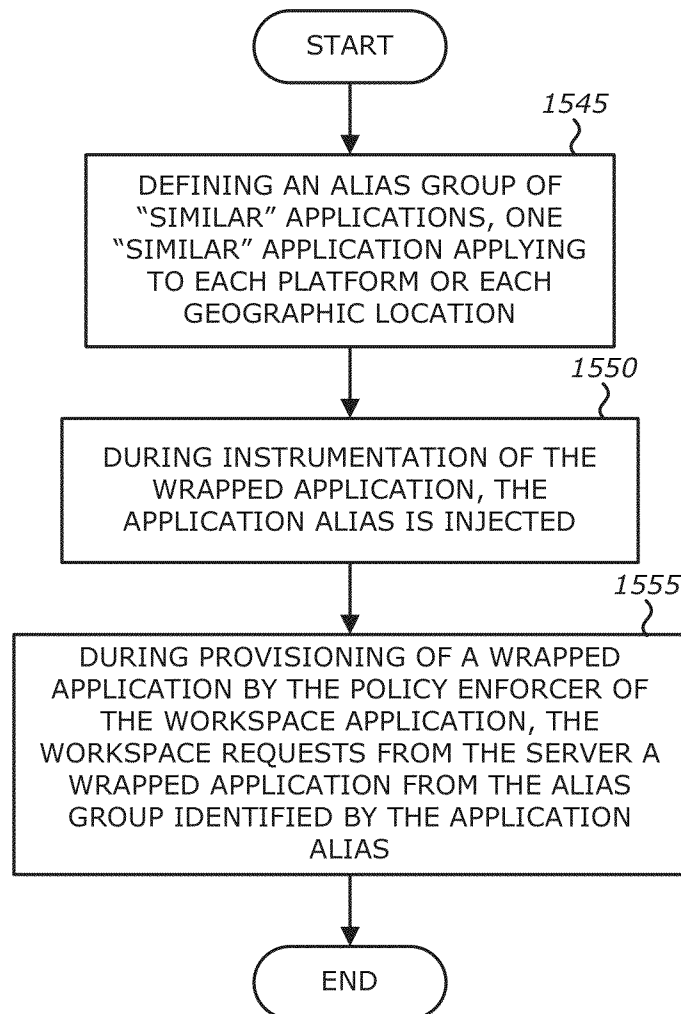 START
1545
DEFINING AN ALIAS GROUP OF
“SIMILAR” APPLICATIONS, ONE
“SIMILAR” APPLICATION APPLYING
TO EACH PLATFORM OR EACH
GEOGRAPHIC LOCATION
1550
DURING INSTRUMENTATION OF THE
WRAPPED APPLICATION, THE
APPLICATION ALIAS IS INJECTED
1555
DURING PROVISIONING OF A WRAPPED
APPLICATION BY THE POLICY ENFORCER OF
THE WORKSPACE APPLICATION, THE
WORKSPACE REQUESTS FROM THE SERVER A
WRAPPED APPLICATION FROM THE ALIAS
GROUP IDENTIFIED BY THE APPLICATION
ALIAS
END